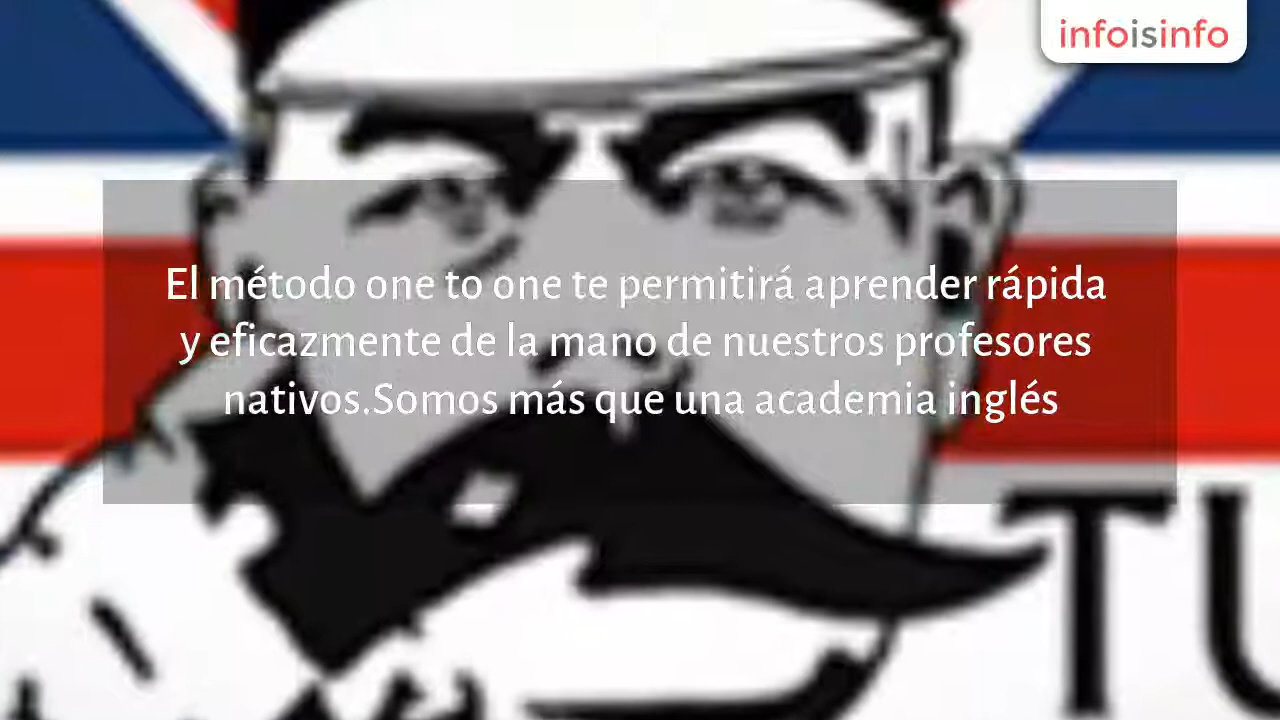 infoisinfo
El método one to one te permitirá aprender rápida
y eficazmente de la mano de nuestros profesores
nativos.Somos más que una academia inglés
TU